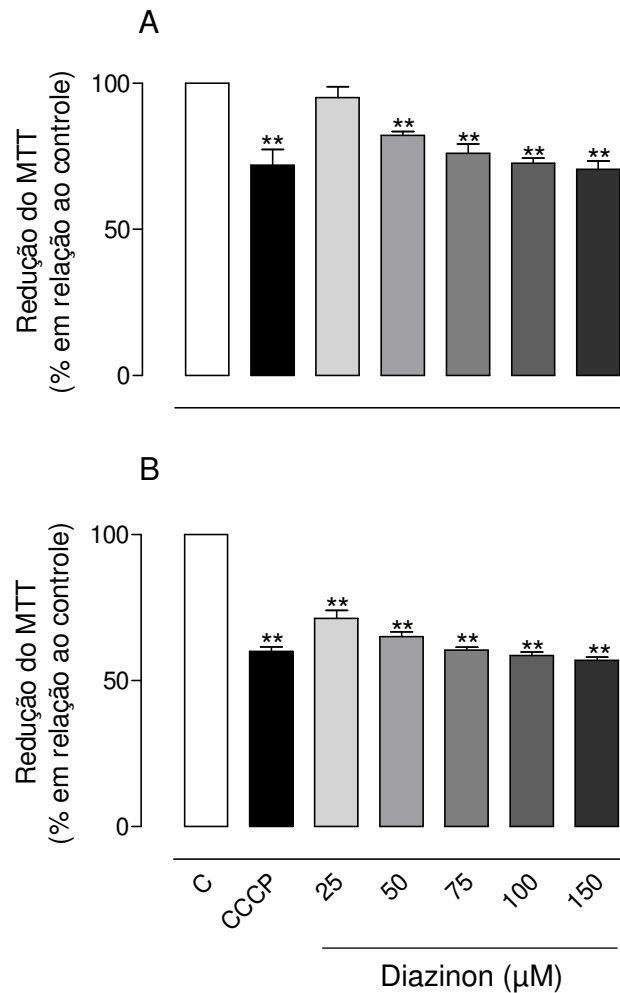 A
Redução do MTT
(% em relação ao controle)
100
50
0
** ** ** ** **
B
Redução do MTT
(% em relação ao controle)
100
50
0
** ** ** ** ** **
C CCCP 25 50 75 100 150
Diazinon (µM)